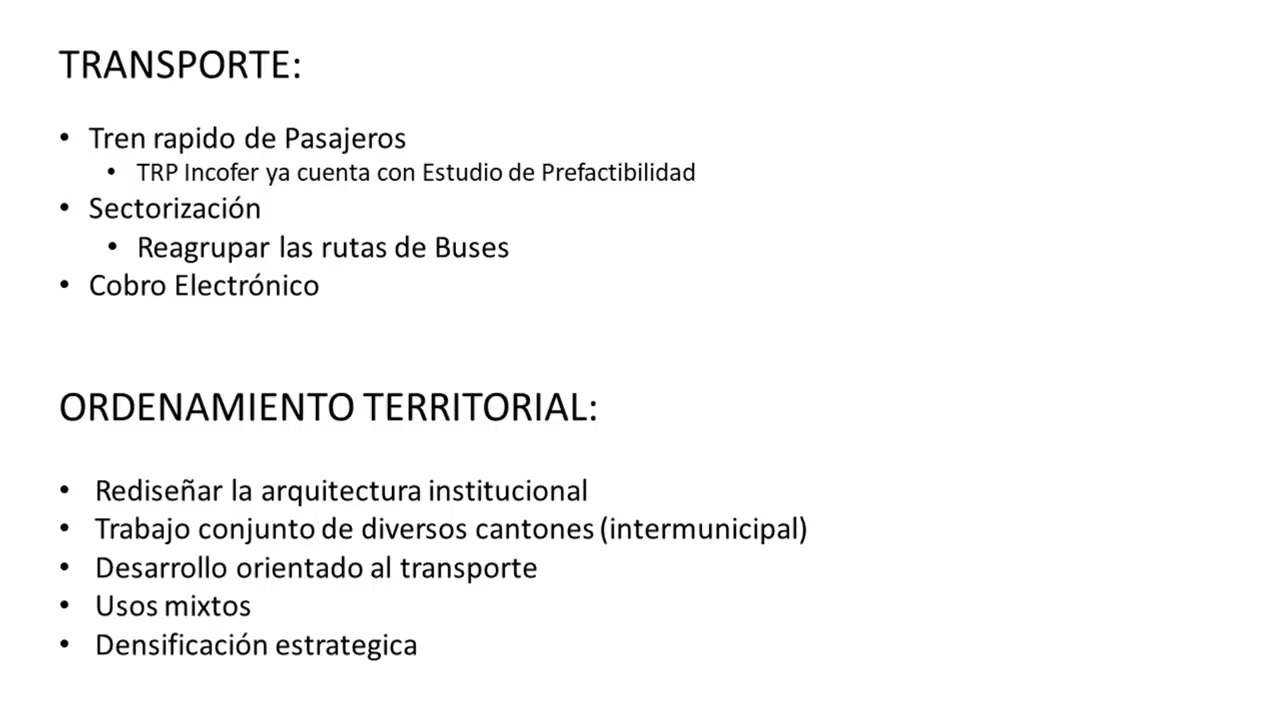 TRANSPORTE:
• Tren rapido de Pasajeros
• TRP Incofer ya cuenta con Estudio de Prefactibilidad
• Sectorización
• Reagrupar las rutas de Buses
• Cobro Electrónico
ORDENAMIENTO TERRITORIAL:
• Rediseñar la arquitectura institucional
• Trabajo conjunto de diversos cantones (intermunicipal)
• Desarrollo orientado al transporte
• Usos mixtos
• Densificación estrategica